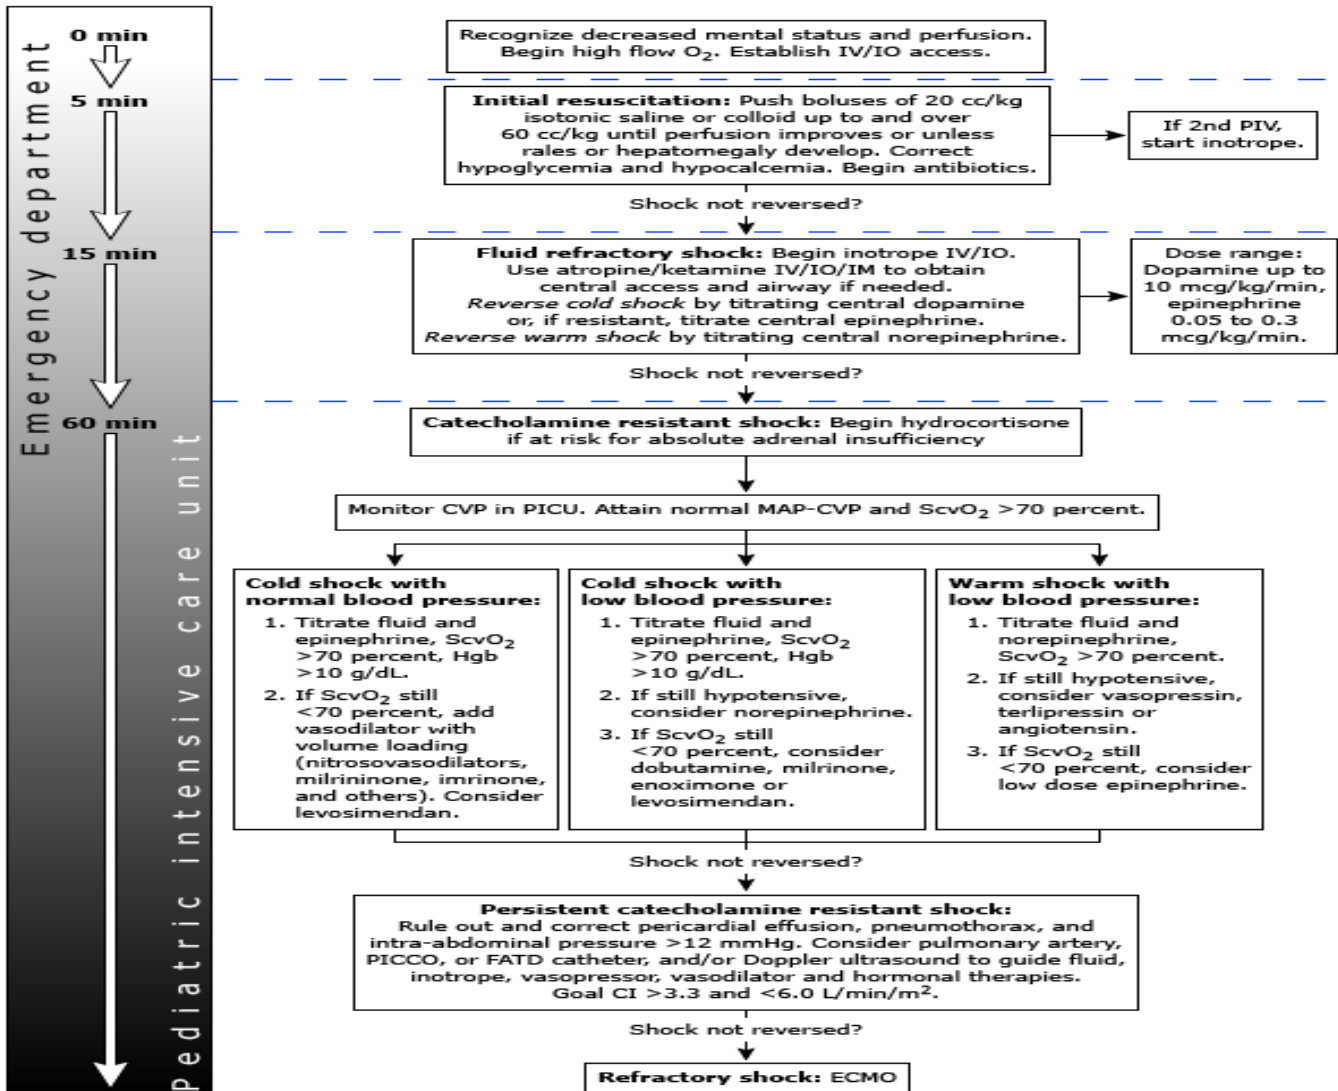 Emergency department
Pediatric intensive care unit
0 min
5 min
15 min
60 min
Recognize decreased mental status and perfusion.
Begin high flow O2. Establish IV/IO access.
Initial resuscitation: Push boluses of 20 cc/kg
isotonic saline or colloid up to and over
60 cc/kg until perfusion improves or unless
rales or hepatomegaly develop. Correct
hypoglycemia and hypocalcemia. Begin antibiotics.
If 2nd PIV,
start inotrope.
Shock not reversed?
Fluid refractory shock: Begin inotrope IV/IO.
Use atropine/ketamine IV/IO/IM to obtain
central access and airway if needed.
Reverse cold shock by titrating central dopamine
or, if resistant, titrate central epinephrine.
Reverse warm shock by titrating central norepinephrine.
Dose range:
Dopamine up to
10 mcg/kg/min,
epinephrine
0.05 to 0.3
mcg/kg/min.
Shock not reversed?
Catecholamine resistant shock: Begin hydrocortisone
if at risk for absolute adrenal insufficiency
Monitor CVP in PICU. Attain normal MAP-CVP and ScvO2 >70 percent.
Cold shock with
normal blood pressure:
1. Titrate fluid and
epinephrine, ScvO2
>70 percent, Hgb
>10 g/dL.
2. If ScvO2 still
<70 percent, add
vasodilator with
volume loading
(nitrosovasodilators,
milrininone, imrinone,
and others). Consider
levosimendan.
Cold shock with
low blood pressure:
1. Titrate fluid and
epinephrine, ScvO2
>70 percent, Hgb
>10 g/dL.
2. If still hypotensive,
consider norepinephrine.
3. If ScvO2 still
<70 percent, consider
dobutamine, milrinone,
enoximone or
levosimendan.
Warm shock with
low blood pressure:
1. Titrate fluid and
norepinephrine,
ScvO2 >70 percent.
2. If still hypotensive,
consider vasopressin,
terlipressin or
angiotensin.
3. If ScvO2 still
<70 percent, consider
low dose epinephrine.
Shock not reversed?
Persistent catecholamine resistant shock:
Rule out and correct pericardial effusion, pneumothorax, and
intra-abdominal pressure >12 mmHg. Consider pulmonary artery,
PICCO, or FATD catheter, and/or Doppler ultrasound to guide fluid,
inotrope, vasopressor, vasodilator and hormonal therapies.
Goal CI >3.3 and <6.0 L/min/m².
Shock not reversed?
Refractory shock: ECMO